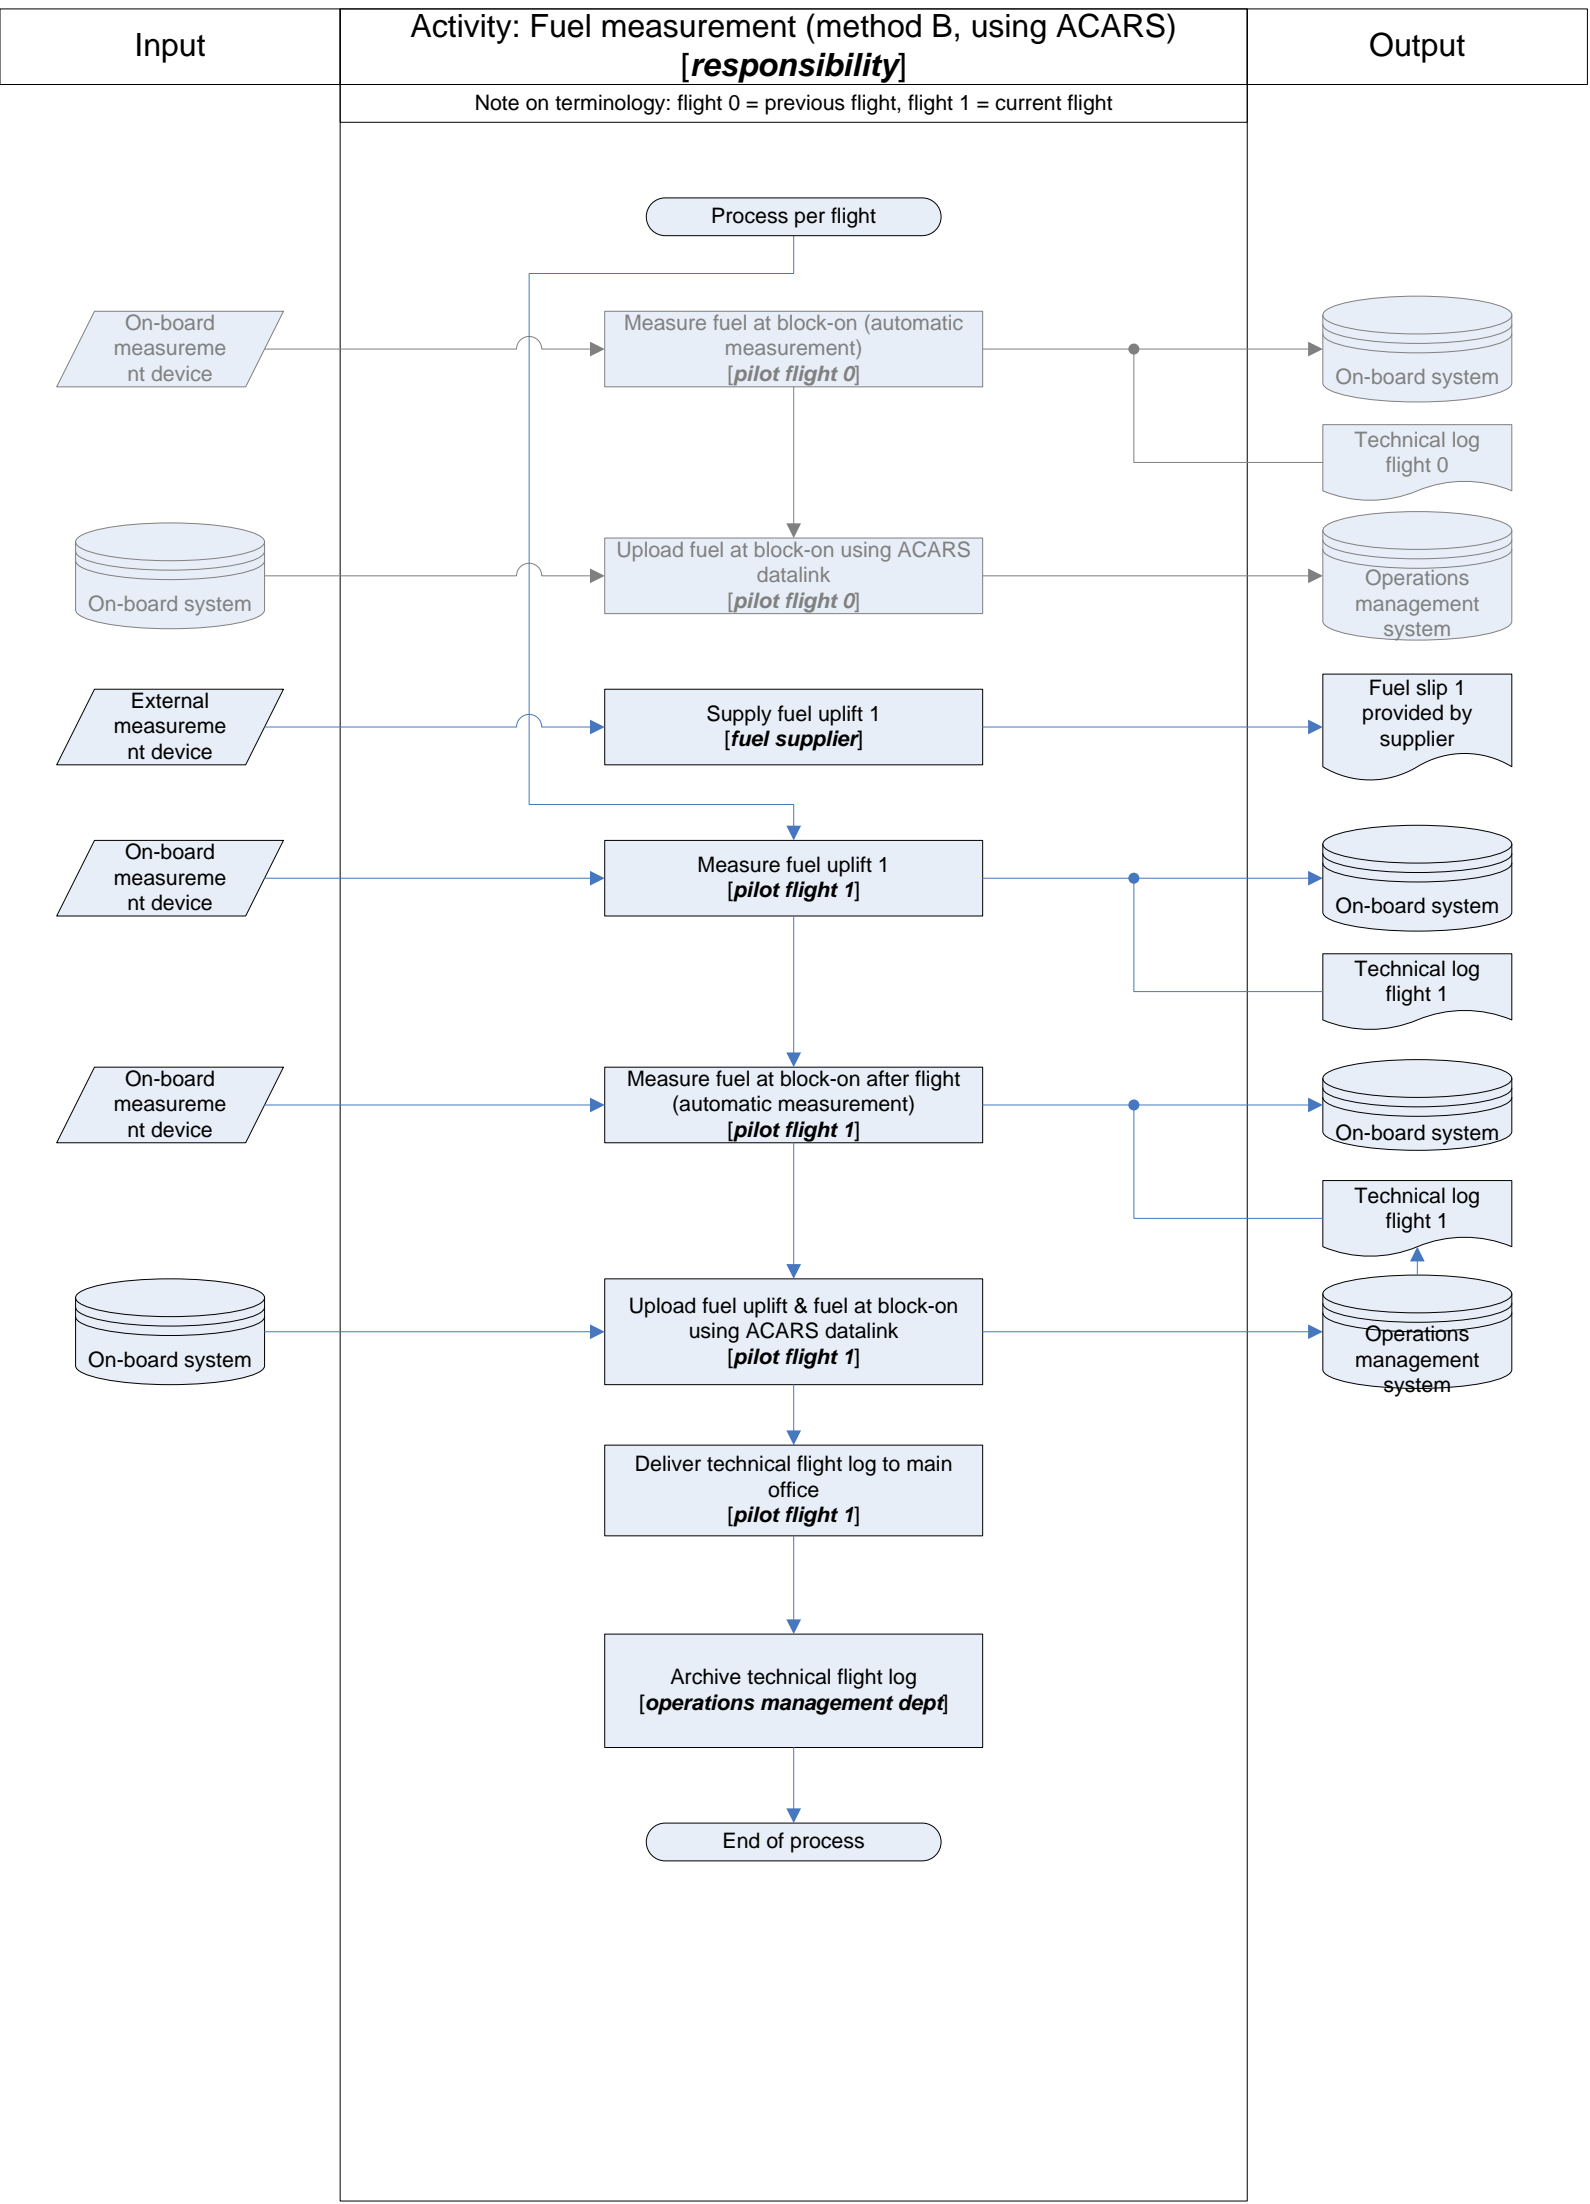 Input
Activity: Fuel measurement (method B, using ACARS)
[responsibility]
Output
Note on terminology: flight 0 = previous flight, flight 1 = current flight
Process per flight
On-board
measureme
nt device
Measure fuel at block-on (automatic
measurement)
[pilot flight 0]
On-board system
Technical log
flight 0
On-board system
Upload fuel at block-on using ACARS
datalink
[pilot flight 0]
Operations
management
system
External
measureme
nt device
Supply fuel uplift 1
[fuel supplier]
Fuel slip 1
provided by
supplier
On-board
measureme
nt device
Measure fuel uplift 1
[pilot flight 1]
On-board system
Technical log
flight 1
On-board
measureme
nt device
Measure fuel at block-on after flight
(automatic measurement)
[pilot flight 1]
On-board system
Technical log
flight 1
On-board system
Upload fuel uplift & fuel at block-on
using ACARS datalink
[pilot flight 1]
Operations
management
system
Deliver technical flight log to main
office
[pilot flight 1]
Archive technical flight log
[operations management dept]
End of process